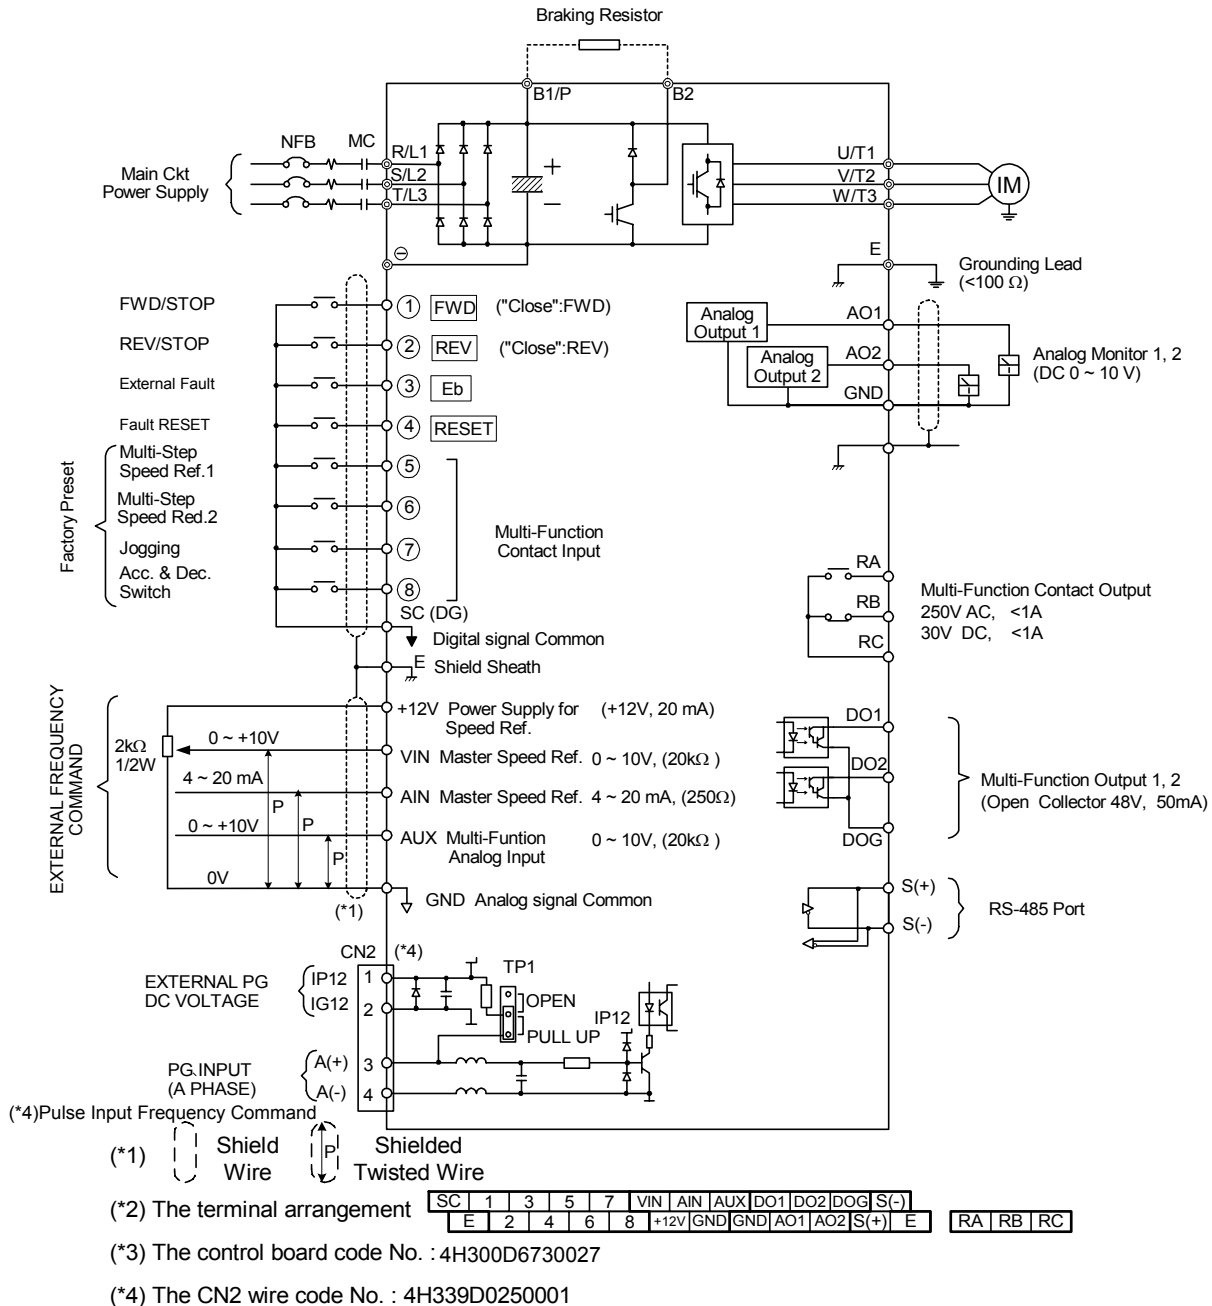 Braking Resistor
B1/P
B2
NFB
MC
R/L1
S/L2
T/L3
Main Ckt
Power Supply
+
−
U/T1
V/T2
W/T3
IM
⊖
E
Grounding Lead
(<100 Ω)
FWD/STOP
1
FWD
("Close":FWD)
REV/STOP
2
REV
("Close":REV)
External Fault
3
Eb
Fault RESET
4
RESET
Factory Preset
Multi-Step
Speed Ref.1
5
Multi-Step
Speed Red.2
6
Jogging
7
Acc. & Dec.
Switch
8
Multi-Function
Contact Input
SC (DG)
Digital signal Common
E Shield Sheath
Analog
Output 1
AO1
Analog
Output 2
AO2
GND
Analog Monitor 1, 2
(DC 0 ~ 10 V)
RA
RB
RC
Multi-Function Contact Output
250V AC, <1A
30V DC, <1A
EXTERNAL FREQUENCY
COMMAND
2kΩ
1/2W
+12V Power Supply for (+12V, 20 mA)
Speed Ref.
0 ~ +10V
VIN Master Speed Ref. 0 ~ 10V, (20kΩ )
4 ~ 20 mA
P
AIN Master Speed Ref. 4 ~ 20 mA, (250Ω)
P
0 ~ +10V
P
AUX Multi-Funtion 0 ~ 10V, (20kΩ )
Analog Input
0V
GND Analog signal Common
(*1)
DO1
DO2
DOG
Multi-Function Output 1, 2
(Open Collector 48V, 50mA)
S(+)
S(-)
RS-485 Port
CN2 (*4)
EXTERNAL PG
DC VOLTAGE
IP12
IG12
1
2
TP1
OPEN
PULL UP
IP12
PG.INPUT
(A PHASE)
A(+)
A(-)
3
4
(*4)Pulse Input Frequency Command
(*1) Shield
Wire
P
Shielded
Twisted Wire
(*2) The terminal arrangement
SC 1 3 5 7 VIN AIN AUX DO1 DO2 DOG S(-)
E 2 4 6 8 +12V GND GND AO1 AO2 S(+) E RA RB RC
(*3) The control board code No. : 4H300D6730027
(*4) The CN2 wire code No. : 4H339D0250001